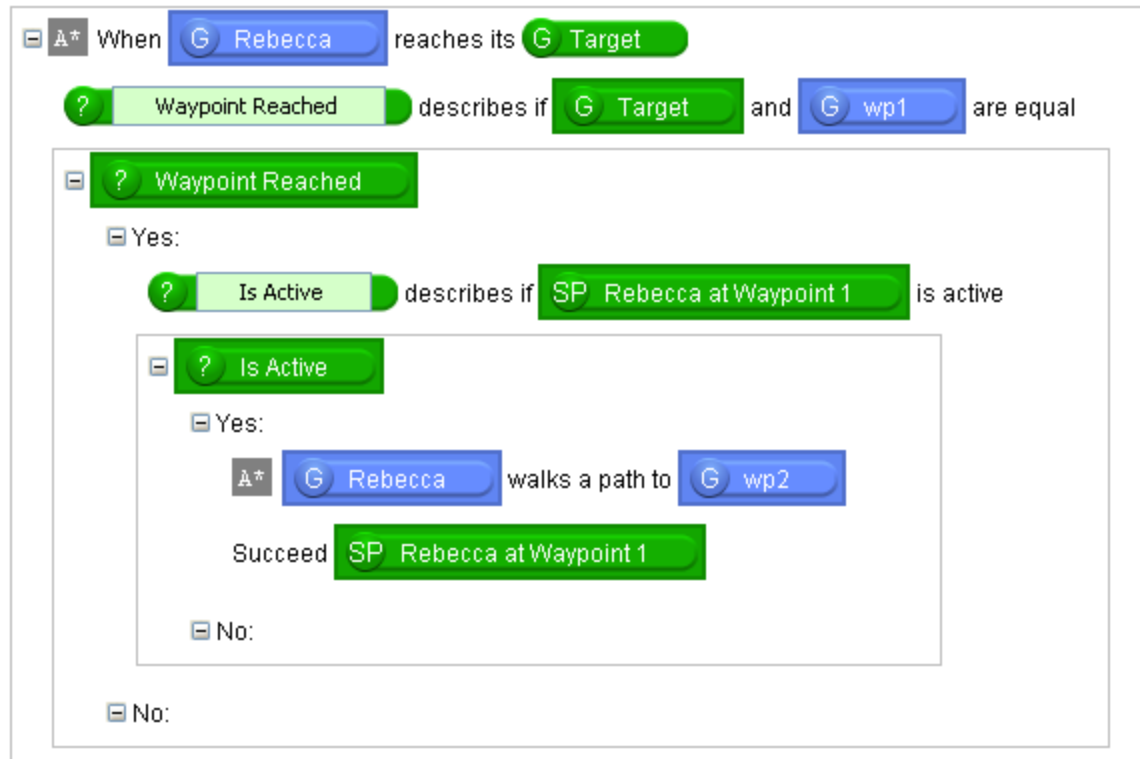 A* When G Rebecca reaches its G Target
? Waypoint Reached describes if G Target and G wp1 are equal
? Waypoint Reached
Yes:
? Is Active describes if SP Rebecca at Waypoint 1 is active
? Is Active
Yes:
A* G Rebecca walks a path to G wp2
Succeed SP Rebecca at Waypoint 1
No:
No: